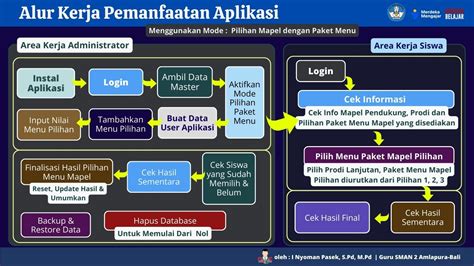 Alur Kerja Pemanfaatan Aplikasi
Merdeka
Mengajar
BELAJAR
Menggunakan Mode : Pilihan Mapel dengan Paket Menu
Area Kerja Administrator
Instal
Aplikasi
Login
Ambil Data
Master
Aktifkan
Mode
Pilihan
Paket
Menu
Input Nilai
Menu Pilihan
Tambahkan
Menu Pilihan
Buat Data
User Aplikasi
Finalisasi Hasil Pilihan
Menu Mapel
Reset, Update Hasil &
Umumkan
Cek Hasil
Sementara
Cek Siswa
yang Sudah
Memilih &
Belum
Backup &
Restore Data
Hapus Database
Untuk Memulai Dari Nol
Area Kerja Siswa
Login
Cek Informasi
Cek Info Mapel Pendukung, Prodi dan
Pilihan Paket Menu Mapel yang disediakan
Pilih Menu Paket Mapel Pilihan
Pilih Prodi Lanjutan, Paket Menu Mapel
Pilihan diurutkan dari Pilihan 1, 2, 3
Cek Hasil Final
Cek Hasil
Sementara
oleh : I Nyoman Pasek, S.Pd, M.Pd | Guru SMAN 2 Amlapura-Bali